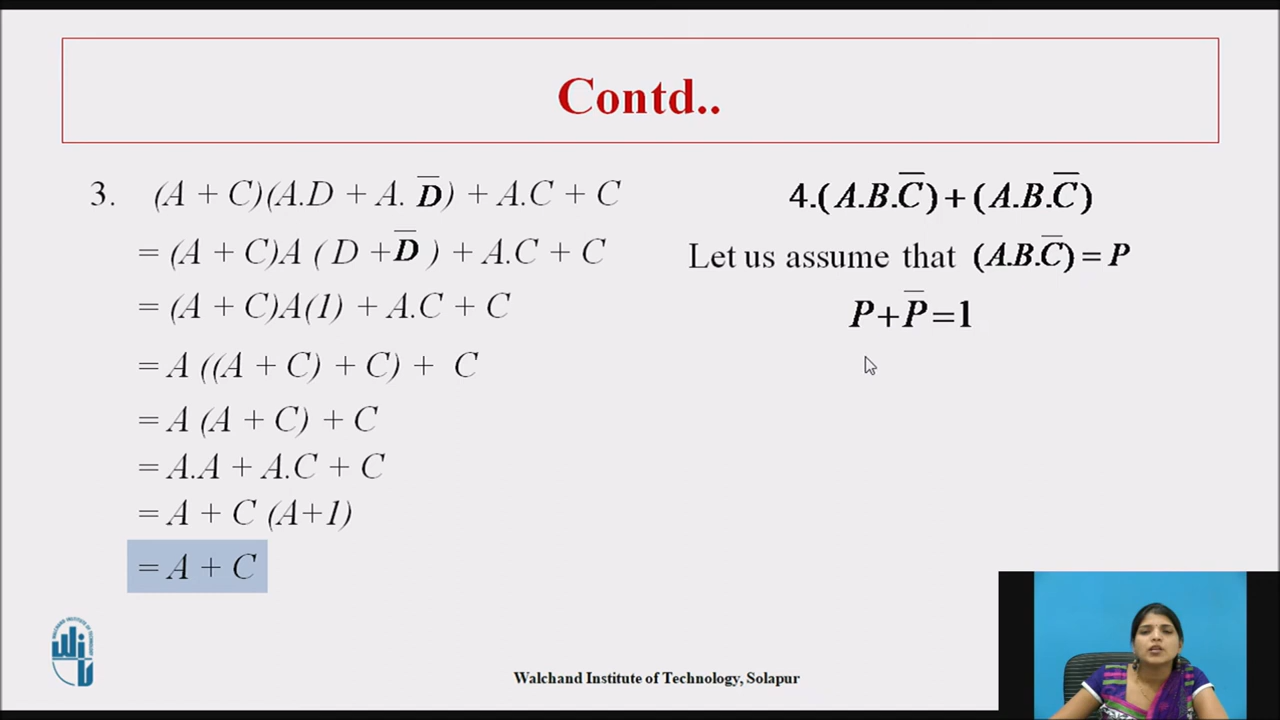 Contd..
3. (A + C)(A.D + A. D̅) + A.C + C
= (A + C)A ( D +D̅ ) + A.C + C
= (A + C)A(1) + A.C + C
= A ((A + C) + C) + C
= A (A + C) + C
= A.A + A.C + C
= A + C (A+1)
= A + C
4.(A.B.C̅)+(A.B.C̅)
Let us assume that (A.B.C̅)=P
P+P̅=1
Walchand Institute of Technology, Solapur